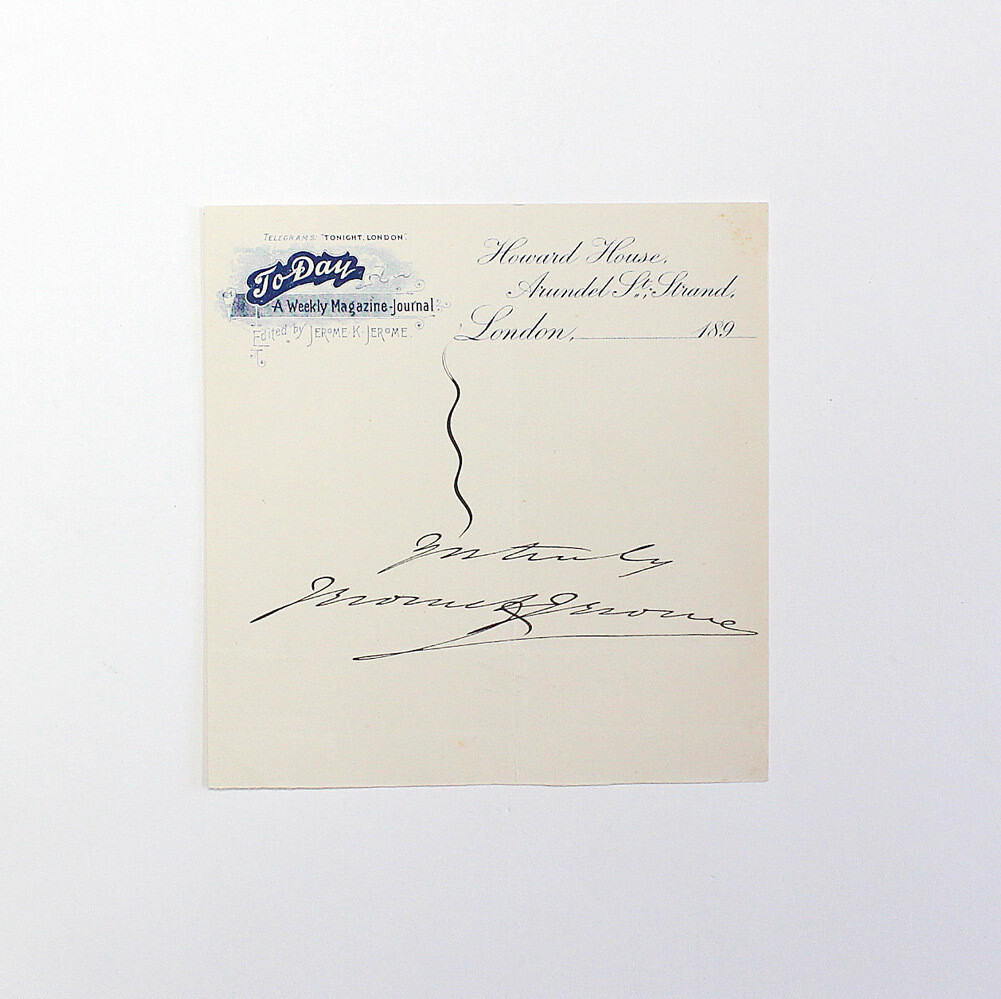 TELEGRAMS: "TONIGHT, LONDON".
To-Day
A Weekly Magazine-Journal
Edited by JEROME K. JEROME.
Howard House,
Arundel St., Strand,
London, 189
Yrs truly
Jerome K Jerome